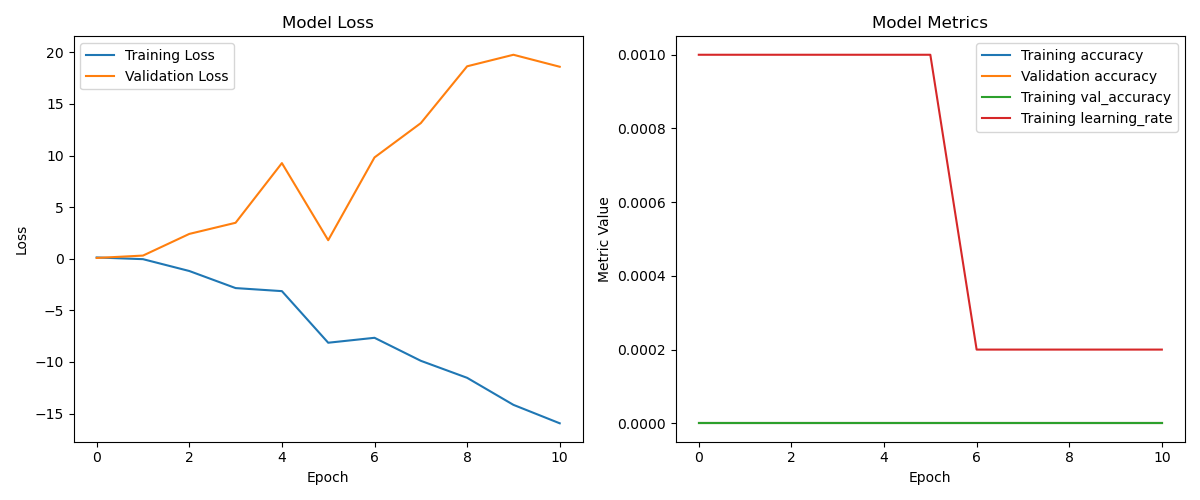 Model Loss
Training Loss
Validation Loss
Loss
20
15
10
5
0
−5
−10
−15
0 2 4 6 8 10
Epoch
Model Metrics
Training accuracy
Validation accuracy
Training val_accuracy
Training learning_rate
Metric Value
0.0010
0.0008
0.0006
0.0004
0.0002
0.0000
0 2 4 6 8 10
Epoch